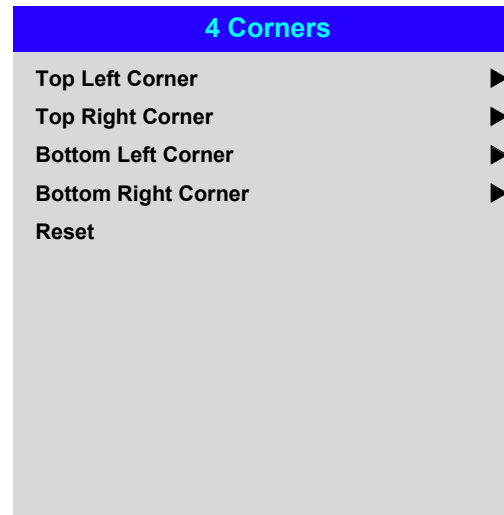 4 Corners
Top Left Corner
Top Right Corner
Bottom Left Corner
Bottom Right Corner
Reset